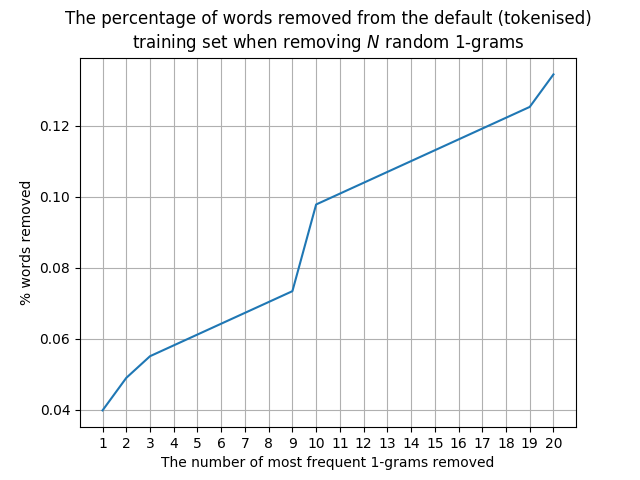 The percentage of words removed from the default (tokenised)
training set when removing N random 1-grams
% words removed
0.12
0.10
0.08
0.06
0.04
1 2 3 4 5 6 7 8 9 10 11 12 13 14 15 16 17 18 19 20
The number of most frequent 1-grams removed